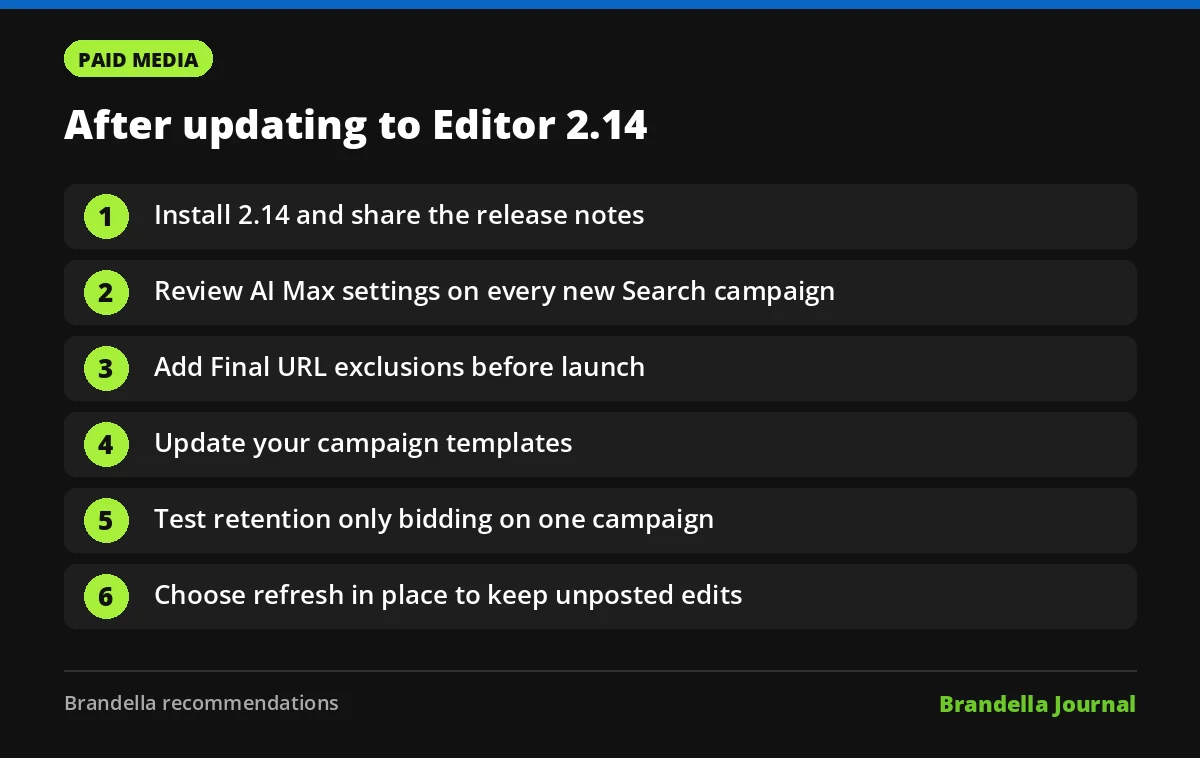 PAID MEDIA
After updating to Editor 2.14
1 Install 2.14 and share the release notes
2 Review AI Max settings on every new Search campaign
3 Add Final URL exclusions before launch
4 Update your campaign templates
5 Test retention only bidding on one campaign
6 Choose refresh in place to keep unposted edits
Brandella recommendations
Brandella Journal